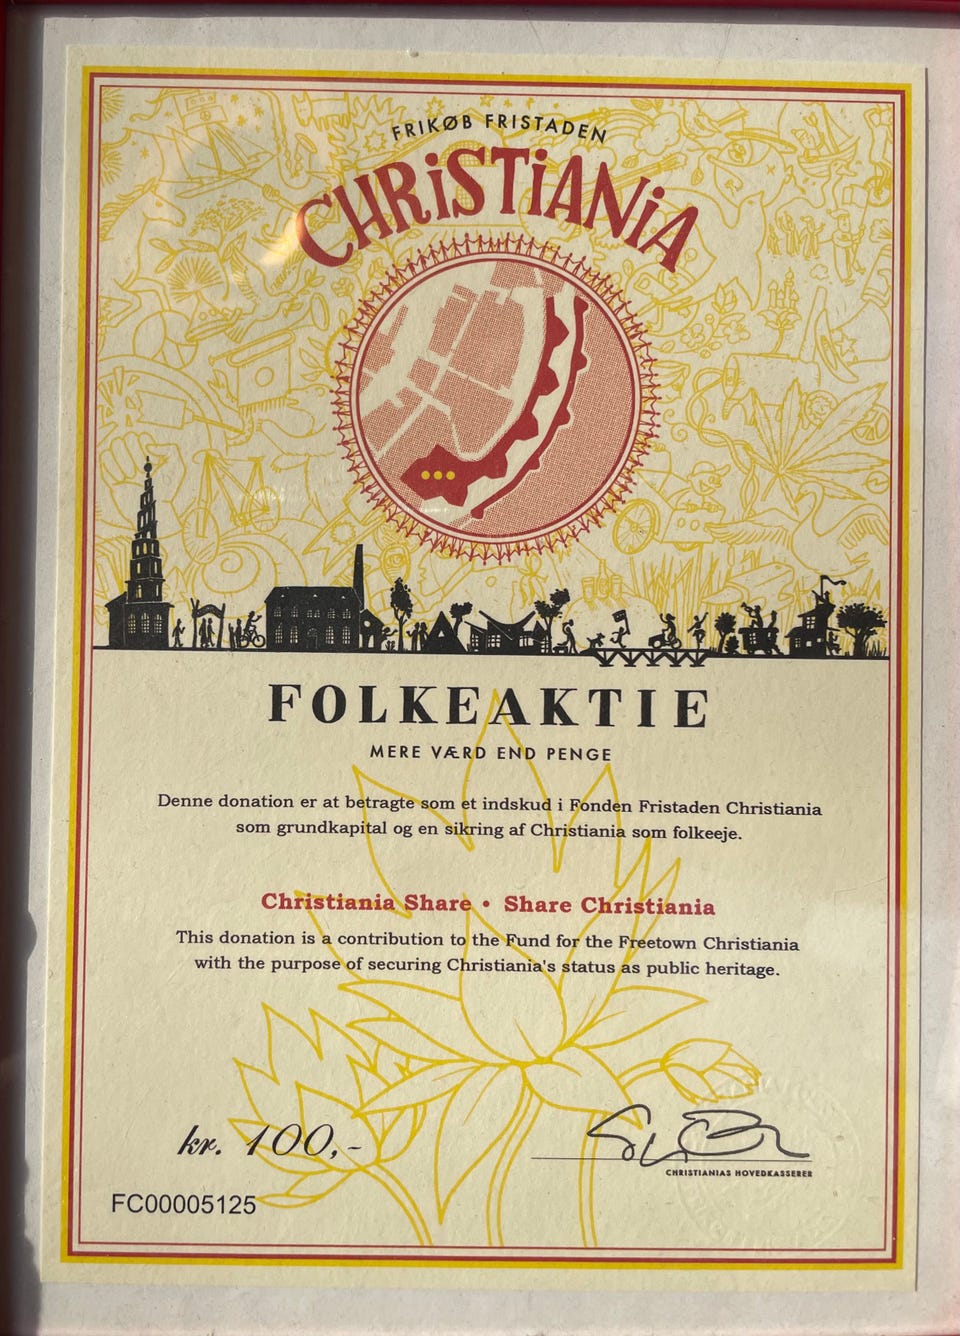 FRIKØB FRISTADEN
CHRiSTiANiA
FOLKEAKTIE
MERE VÆRD END PENGE
Denne donation er at betragte som et indskud i Fonden Fristaden Christiania
som grundkapital og en sikring af Christiania som folkeeje.
Christiania Share • Share Christiania
This donation is a contribution to the Fund for the Freetown Christiania
with the purpose of securing Christiania's status as public heritage.
kr. 100,-
CHRISTIANIAS HOVEDKASSERER
FC00005125